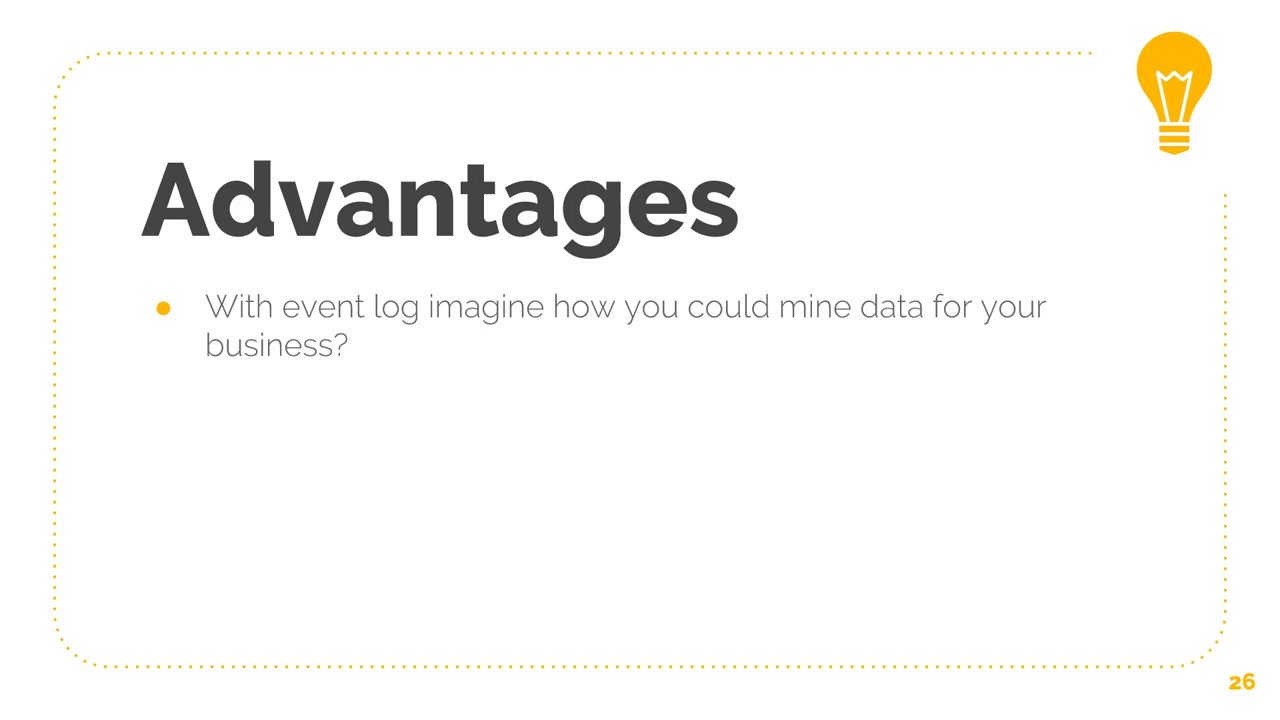 Advantages
● With event log imagine how you could mine data for your
business?
26